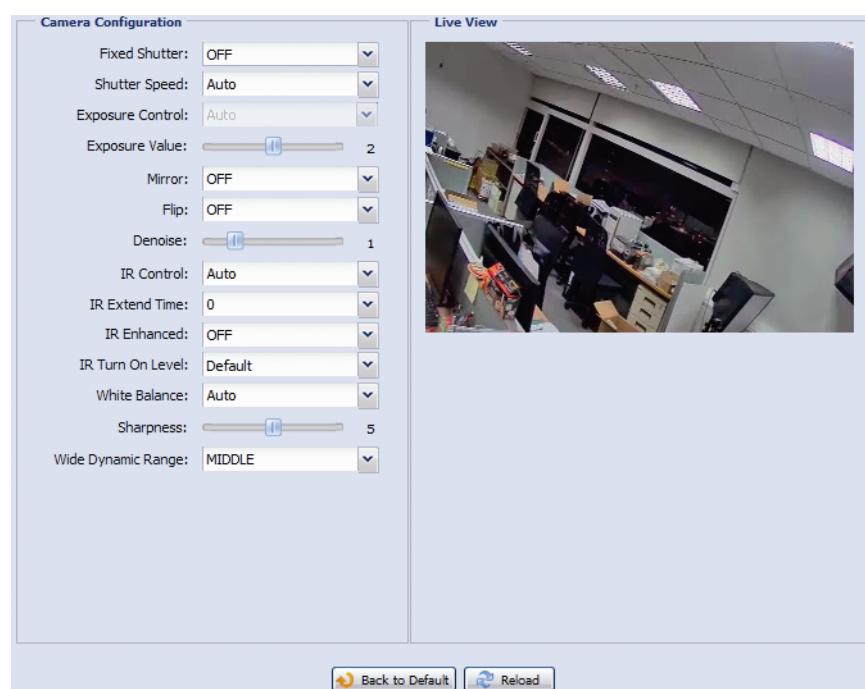 Camera Configuration
Fixed Shutter: OFF
Shutter Speed: Auto
Exposure Control: Auto
Exposure Value: 2
Mirror: OFF
Flip: OFF
Denoise: 1
IR Control: Auto
IR Extend Time: 0
IR Enhanced: OFF
IR Turn On Level: Default
White Balance: Auto
Sharpness: 5
Wide Dynamic Range: MIDDLE
Live View
Back to Default
Reload